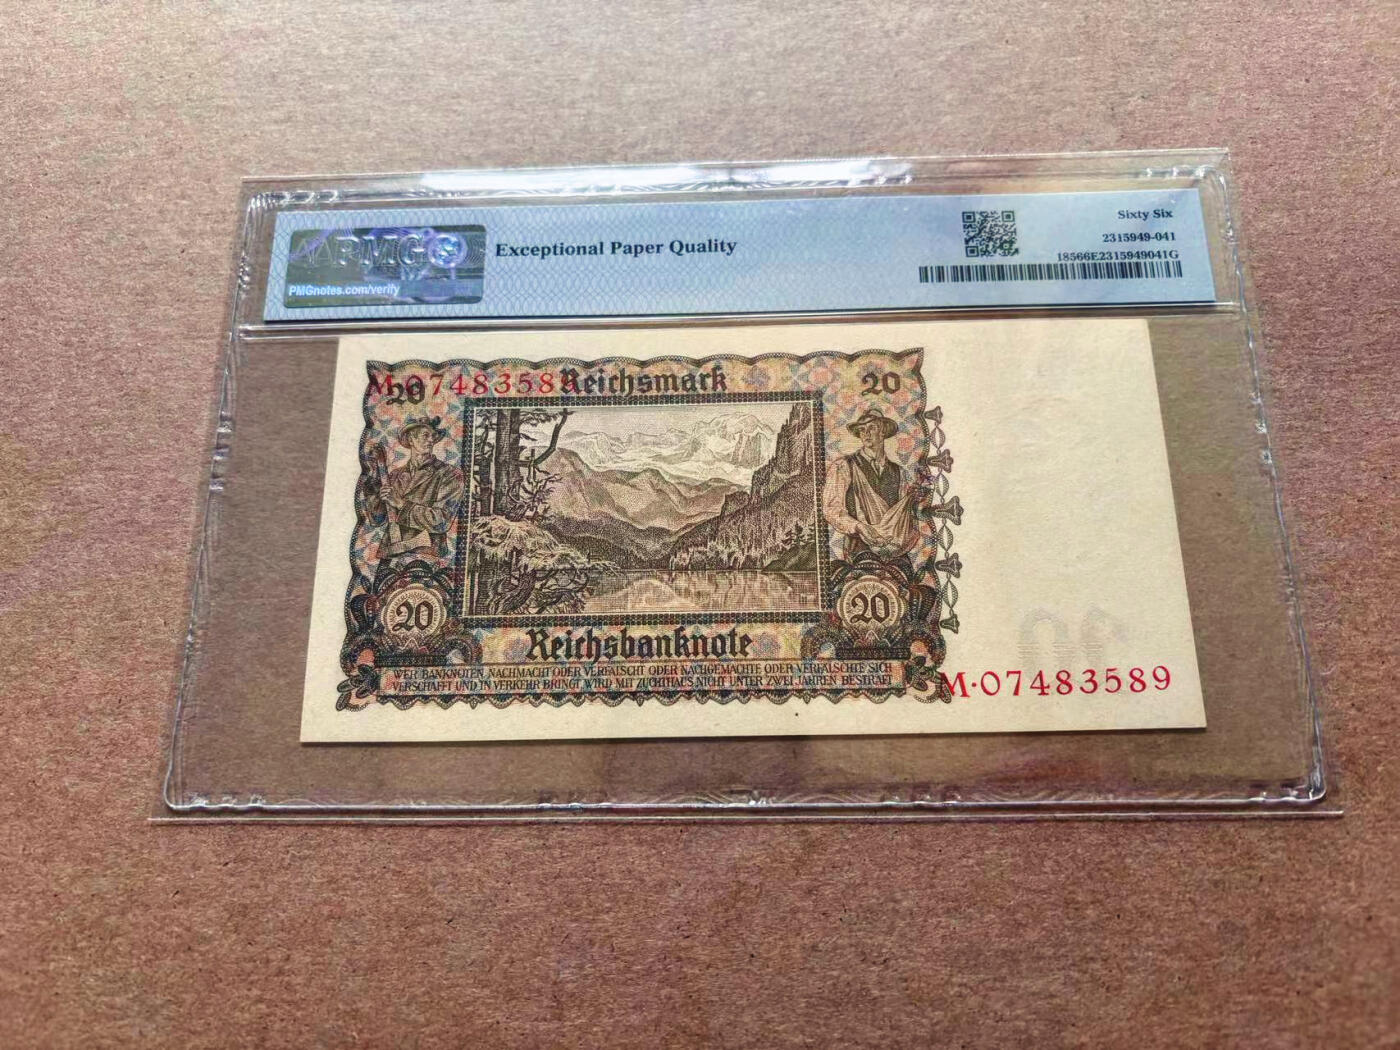 PMG
PMGnotes.com/verify
Exceptional Paper Quality
Sixty Six
2315949-041
18566E2315949041G
M·07483589
20 Reichsmark 20
20 20
Reichsbanknote
WER BANKNOTEN NACHMACHT ODER VERFÄLSCHT ODER NACHGEMACHTE ODER VERFÄLSCHTE SICH
VERSCHAFFT UND IN VERKEHR BRINGT, WIRD MIT ZUCHTHAUS NICHT UNTER ZWEI JAHREN BESTRAFT
M·07483589